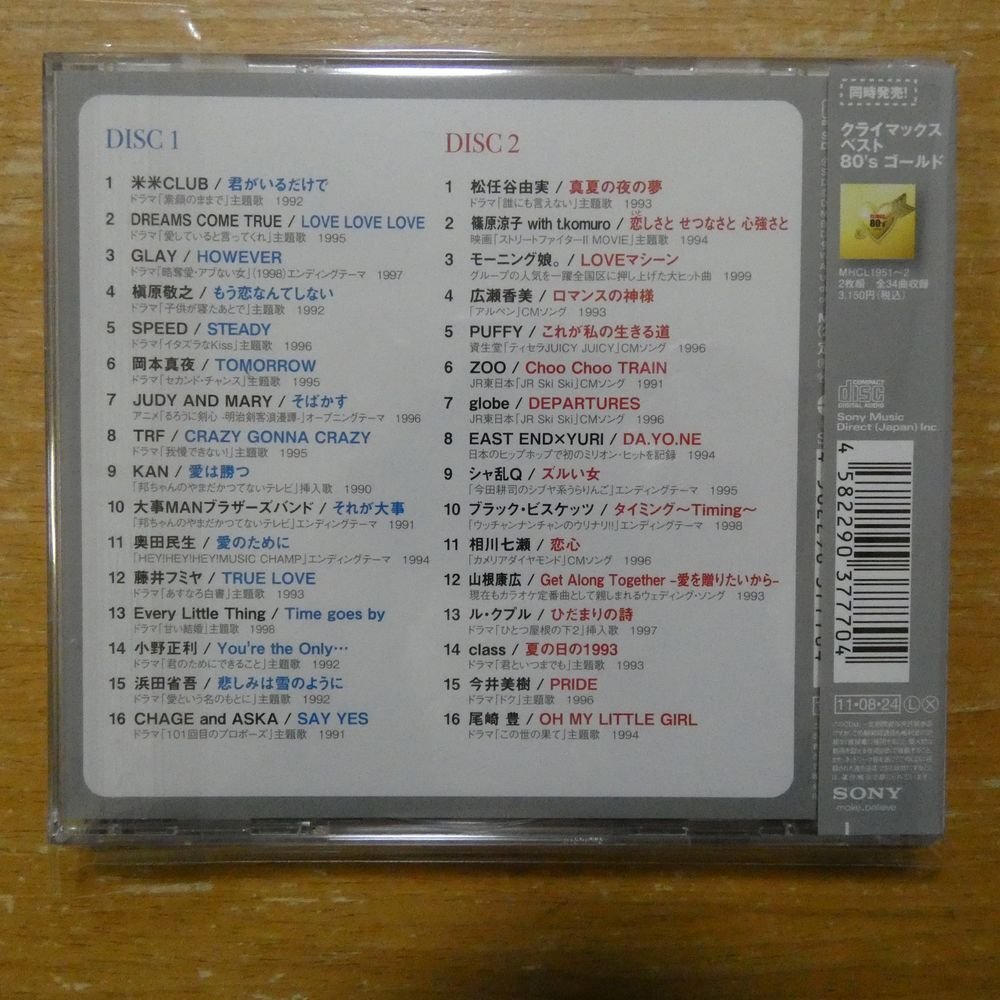 DISC 1
1 米米CLUB / 君がいるだけで
ドラマ「素顔のままで」主題歌 1992
2 DREAMS COME TRUE / LOVE LOVE LOVE
ドラマ「愛していると言ってくれ」主題歌 1995
3 GLAY / HOWEVER
ドラマ「略奪愛・アブない女」(1998)エンディングテーマ 1997
4 槇原敬之 / もう恋なんてしない
ドラマ「子供が寝たあとで」主題歌 1992
5 SPEED / STEADY
ドラマ「イタズラなKiss」主題歌 1996
6 岡本真夜 / TOMORROW
ドラマ「セカンド・チャンス」主題歌 1995
7 JUDY AND MARY / そばかす
アニメ「るろうに剣心 -明治剣客浪漫譚-」オープニングテーマ 1996
8 TRF / CRAZY GONNA CRAZY
ドラマ「我慢できない!」主題歌 1995
9 KAN / 愛は勝つ
「邦ちゃんのやまだかつてないテレビ」挿入歌 1990
10 大事MANブラザーズバンド / それが大事
「邦ちゃんのやまだかつてないテレビ」エンディングテーマ 1991
11 奥田民生 / 愛のために
「HEY!HEY!HEY!MUSIC CHAMP」エンディングテーマ 1994
12 藤井フミヤ / TRUE LOVE
ドラマ「あすなろ白書」主題歌 1993
13 Every Little Thing / Time goes by
ドラマ「甘い結婚」主題歌 1998
14 小野正利 / You're the Only…
ドラマ「君のためにできること」主題歌 1992
15 浜田省吾 / 悲しみは雪のように
ドラマ「愛という名のもとに」主題歌 1992
16 CHAGE and ASKA / SAY YES
ドラマ「101回目のプロポーズ」主題歌 1991
DISC 2
1 松任谷由実 / 真夏の夜の夢
ドラマ「誰にも言えない」主題歌 1993
2 篠原涼子 with t.komuro / 恋しさと せつなさと 心強さと
映画「ストリートファイターII MOVIE」主題歌 1994
3 モーニング娘。 / LOVEマシーン
グループの人気を一躍全国区に押し上げた大ヒット曲 1999
4 広瀬香美 / ロマンスの神様
「アルペン」CMソング 1993
5 PUFFY / これが私の生きる道
資生堂「ティセラJUICY JUICY」CMソング 1996
6 ZOO / Choo Choo TRAIN
JR東日本「JR Ski Ski」CMソング 1991
7 globe / DEPARTURES
JR東日本「JR Ski Ski」CMソング 1996
8 EAST END×YURI / DA.YO.NE
日本のヒップホップで初のミリオン・ヒットを記録 1994
9 シャ乱Q / ズルい女
「今田耕司のシブヤ系うらりんご」エンディングテーマ 1995
10 ブラック・ビスケッツ / タイミング〜Timing〜
「ウッチャンナンチャンのウリナリ!!」エンディングテーマ 1998
11 相川七瀬 / 恋心
「カメリアダイヤモンド」CMソング 1996
12 山根康広 / Get Along Together -愛を贈りたいから-
現在もカラオケ定番曲として親しまれるウェディング・ソング 1993
13 ル・クプル / ひだまりの詩
ドラマ「ひとつ屋根の下2」挿入歌 1997
14 class / 夏の日の1993
ドラマ「君といつまでも」主題歌 1993
15 今井美樹 / PRIDE
ドラマ「ドク」主題歌 1996
16 尾崎 豊 / OH MY LITTLE GIRL
ドラマ「この世の果て」主題歌 1994
同時発売!
クライマックス
ベスト
80's ゴールド
MHCL1951〜2
2枚組 全34曲収録
3,150円(税込)
COMPACT
disc
DIGITAL AUDIO
Sony Music
Direct (Japan) Inc.
4 582290 377704
11・08・24 Ⓛ Ⓧ
SONY
make.believe